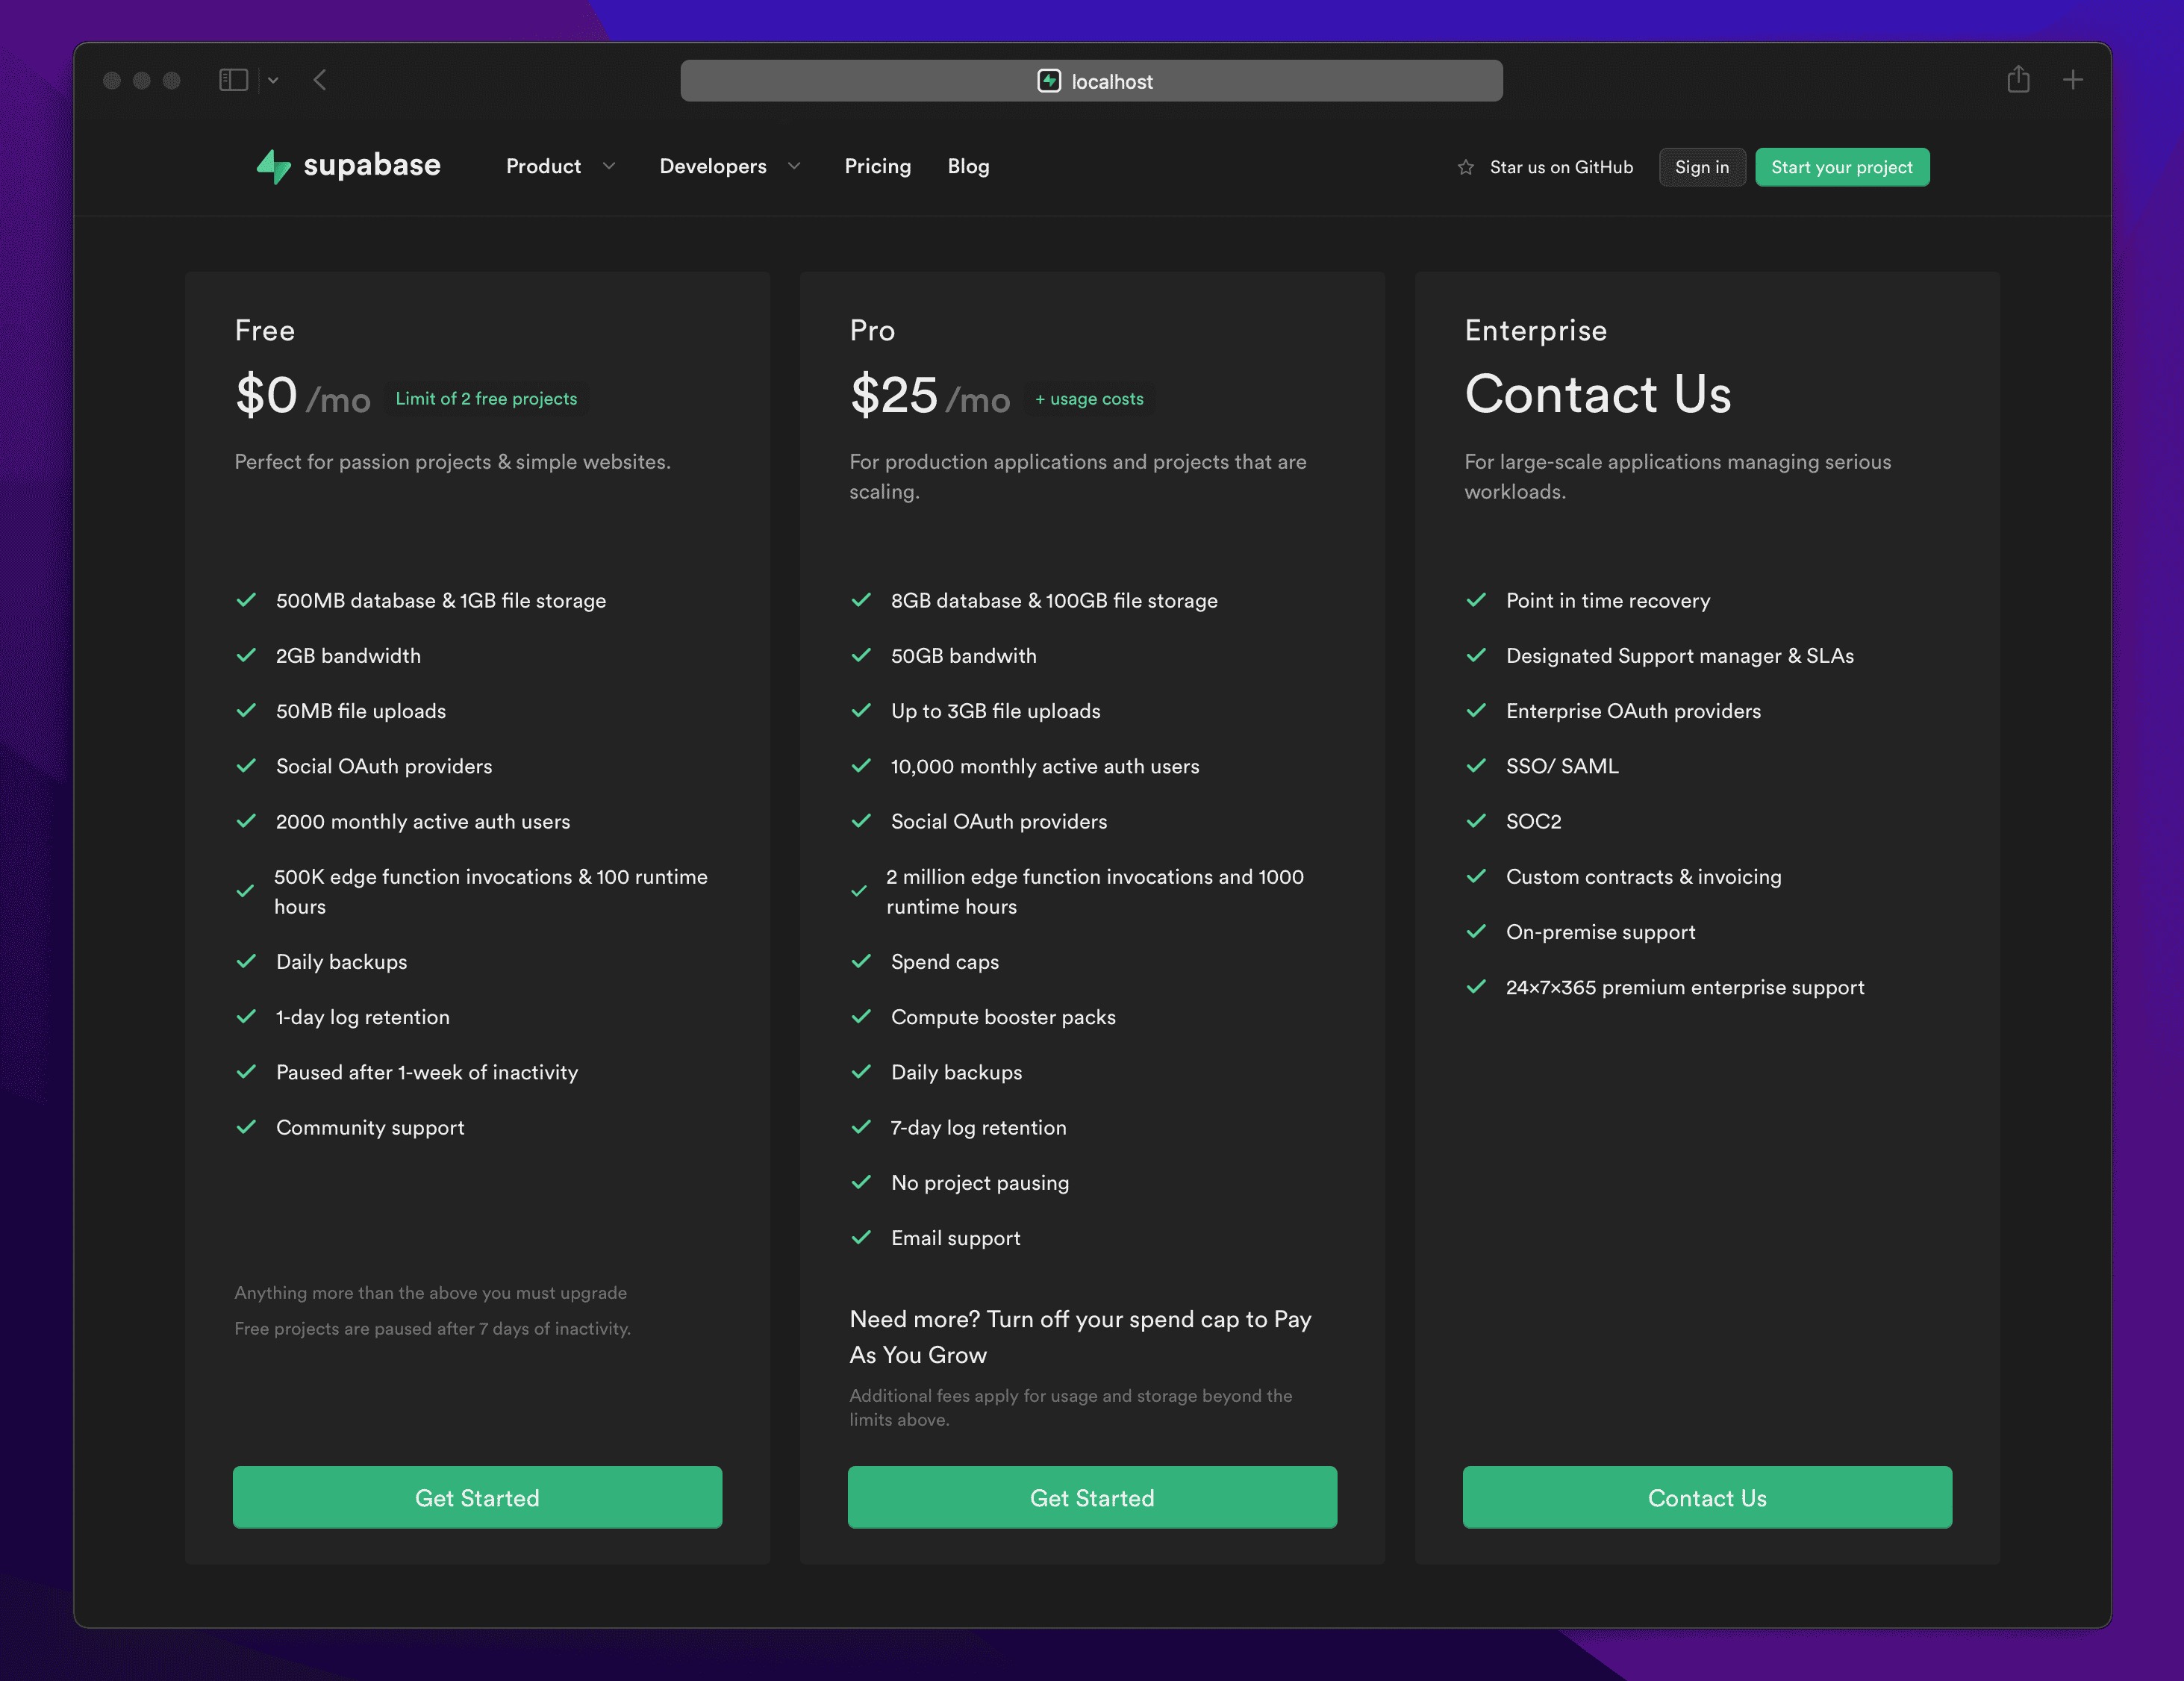 localhost
supabase
Product
Developers
Pricing
Blog
Star us on GitHub
Sign in
Start your project
Free
$0 /mo Limit of 2 free projects
Perfect for passion projects & simple websites.
500MB database & 1GB file storage
2GB bandwidth
50MB file uploads
Social OAuth providers
2000 monthly active auth users
500K edge function invocations & 100 runtime
hours
Daily backups
1-day log retention
Paused after 1-week of inactivity
Community support
Anything more than the above you must upgrade
Free projects are paused after 7 days of inactivity.
Get Started
Pro
$25 /mo + usage costs
For production applications and projects that are
scaling.
8GB database & 100GB file storage
50GB bandwith
Up to 3GB file uploads
10,000 monthly active auth users
Social OAuth providers
2 million edge function invocations and 1000
runtime hours
Spend caps
Compute booster packs
Daily backups
7-day log retention
No project pausing
Email support
Need more? Turn off your spend cap to Pay
As You Grow
Additional fees apply for usage and storage beyond the
limits above.
Get Started
Enterprise
Contact Us
For large-scale applications managing serious
workloads.
Point in time recovery
Designated Support manager & SLAs
Enterprise OAuth providers
SSO/ SAML
SOC2
Custom contracts & invoicing
On-premise support
24×7×365 premium enterprise support
Contact Us